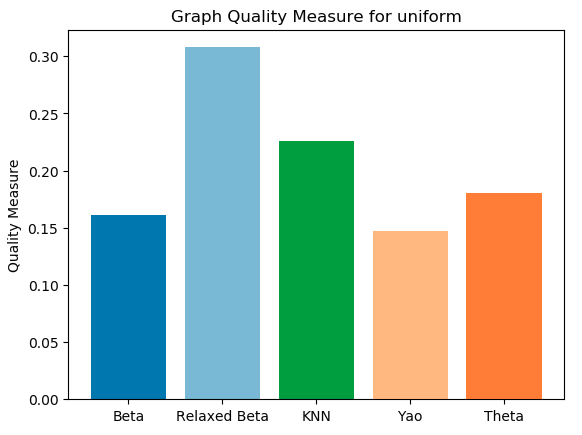 Graph Quality Measure for uniform
Quality Measure
0.30
0.25
0.20
0.15
0.10
0.05
0.00
Beta Relaxed Beta KNN Yao Theta